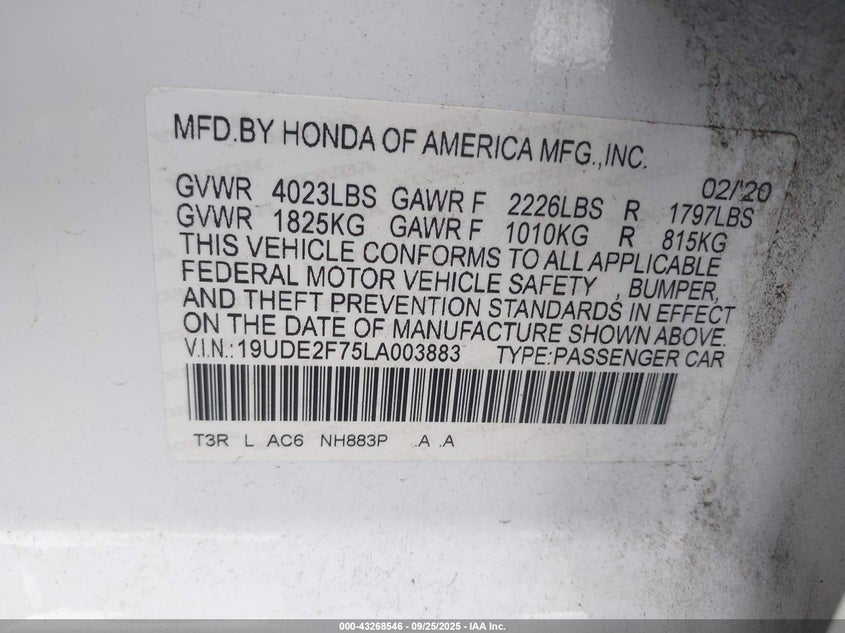 MFD.BY HONDA OF AMERICA MFG.,INC.
02/'20
GVWR 4023LBS GAWR F 2226LBS R 1797LBS
GVWR 1825KG GAWR F 1010KG R 815KG
THIS VEHICLE CONFORMS TO ALL APPLICABLE
FEDERAL MOTOR VEHICLE SAFETY , BUMPER,
AND THEFT PREVENTION STANDARDS IN EFFECT
ON THE DATE OF MANUFACTURE SHOWN ABOVE.
V.I.N.:19UDE2F75LA003883 TYPE:PASSENGER CAR
T3R L AC6 NH883P .A .A
000-43268546 - 09/25/2025 - IAA Inc.